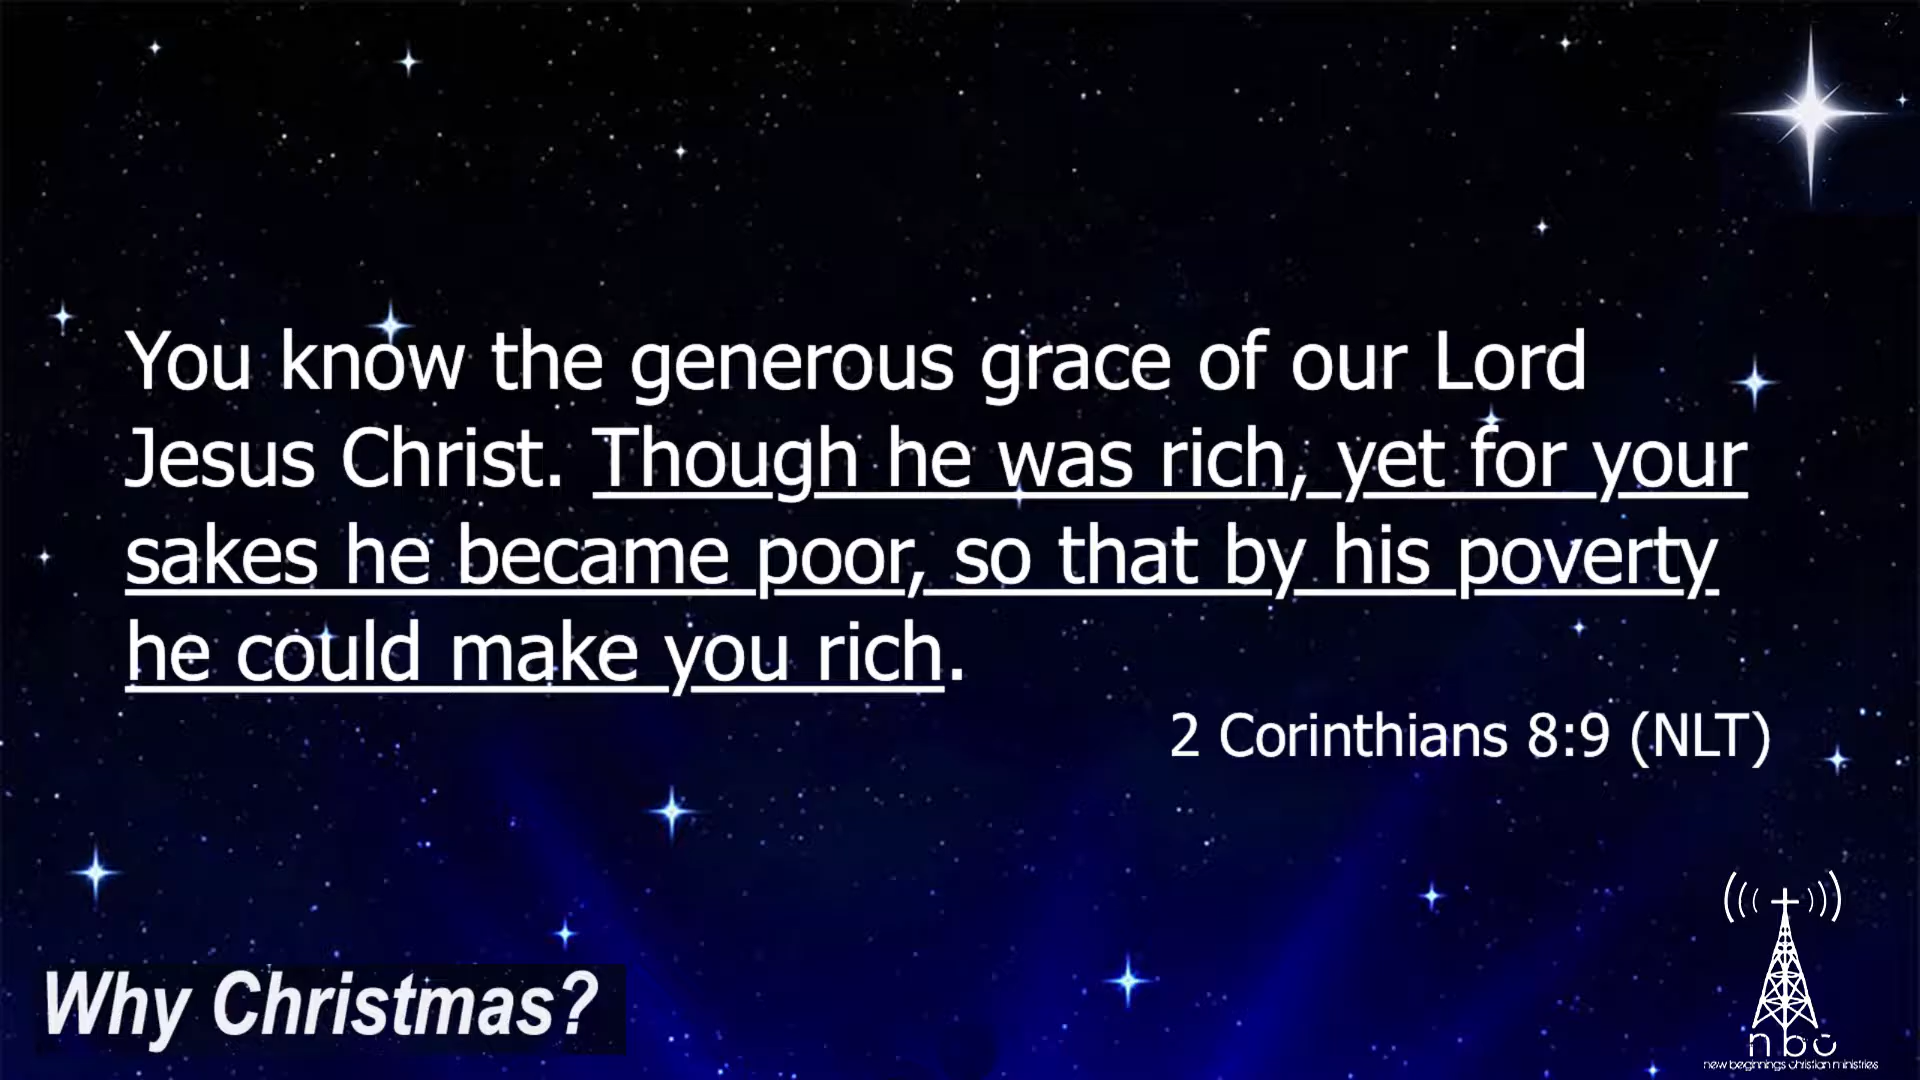 You know the generous grace of our Lord
Jesus Christ. Though he was rich, yet for your
sakes he became poor, so that by his poverty
he could make you rich.
2 Corinthians 8:9 (NLT)
Why Christmas?
nbc
new beginnings christian ministries